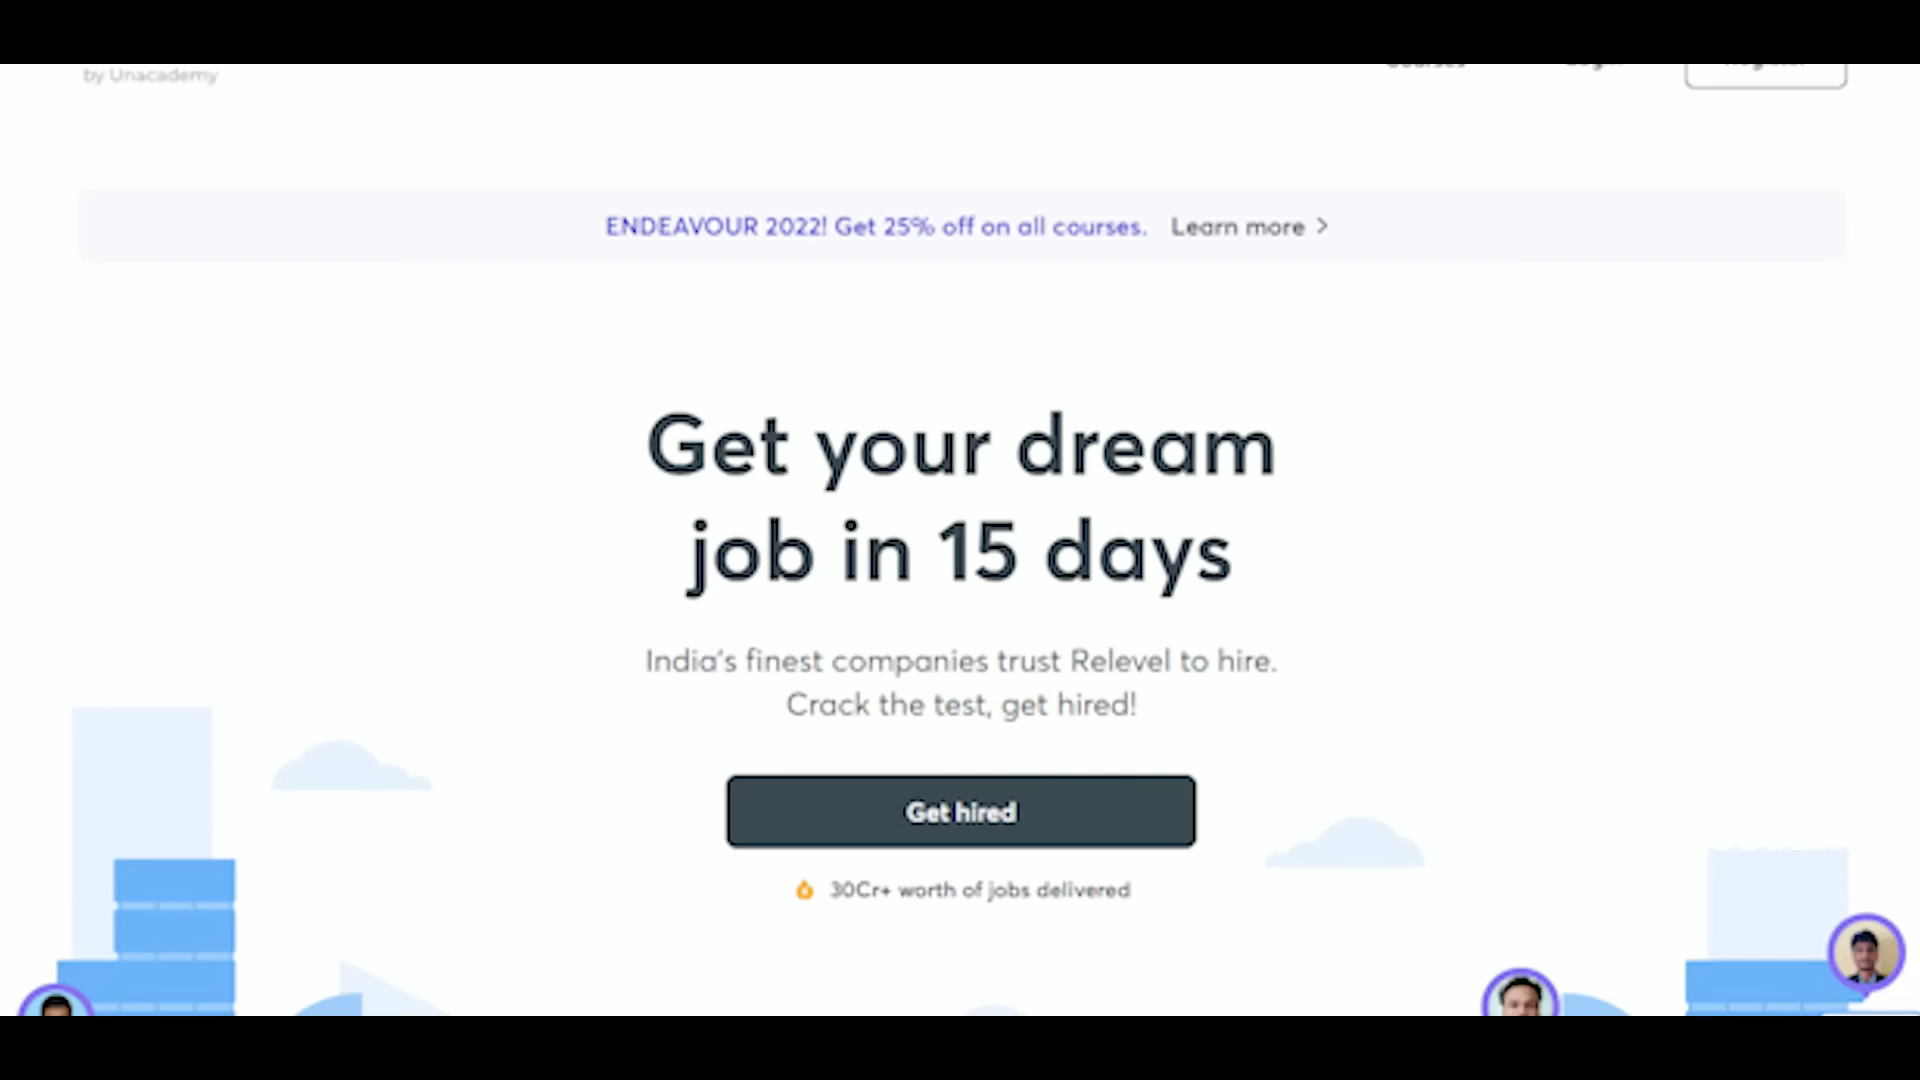 by Unacademy
ENDEAVOUR 2022! Get 25% off on all courses. Learn more >
Get your dream
job in 15 days
India's finest companies trust Relevel to hire.
Crack the test, get hired!
Get hired
30Cr+ worth of jobs delivered